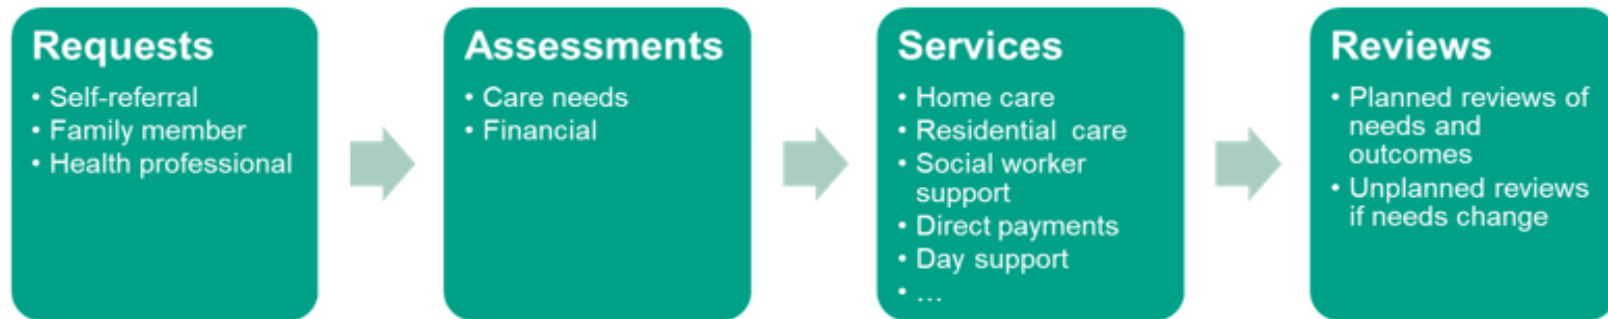 Requests
• Self-referral
• Family member
• Health professional
Assessments
• Care needs
• Financial
Services
• Home care
• Residential care
• Social worker
support
• Direct payments
• Day support
• ...
Reviews
• Planned reviews of
needs and
outcomes
• Unplanned reviews
if needs change